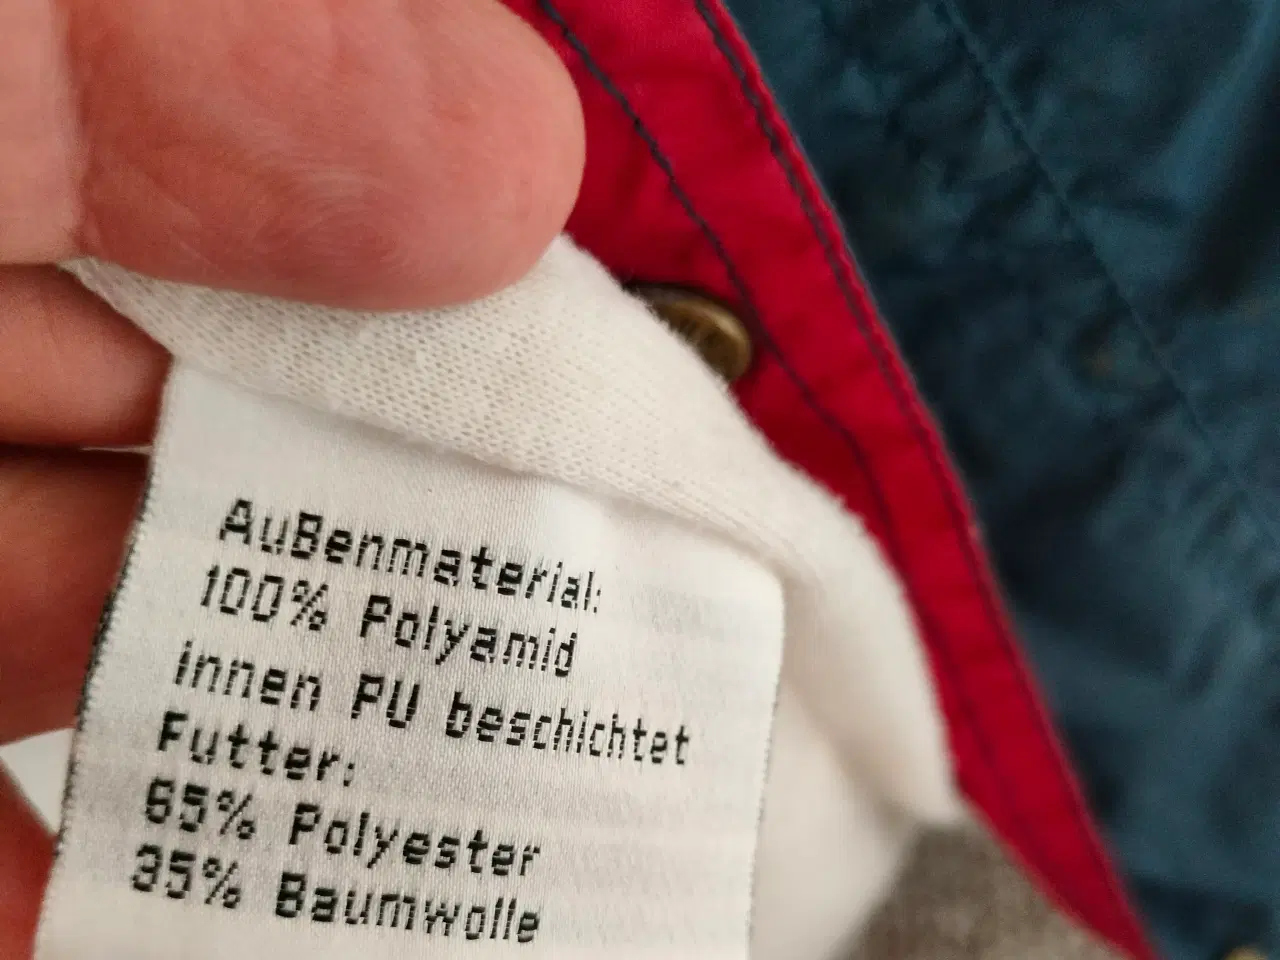 Außenmaterial:
100% Polyamid
innen PU beschichtet
Futter:
65% Polyester
35% Baumwolle